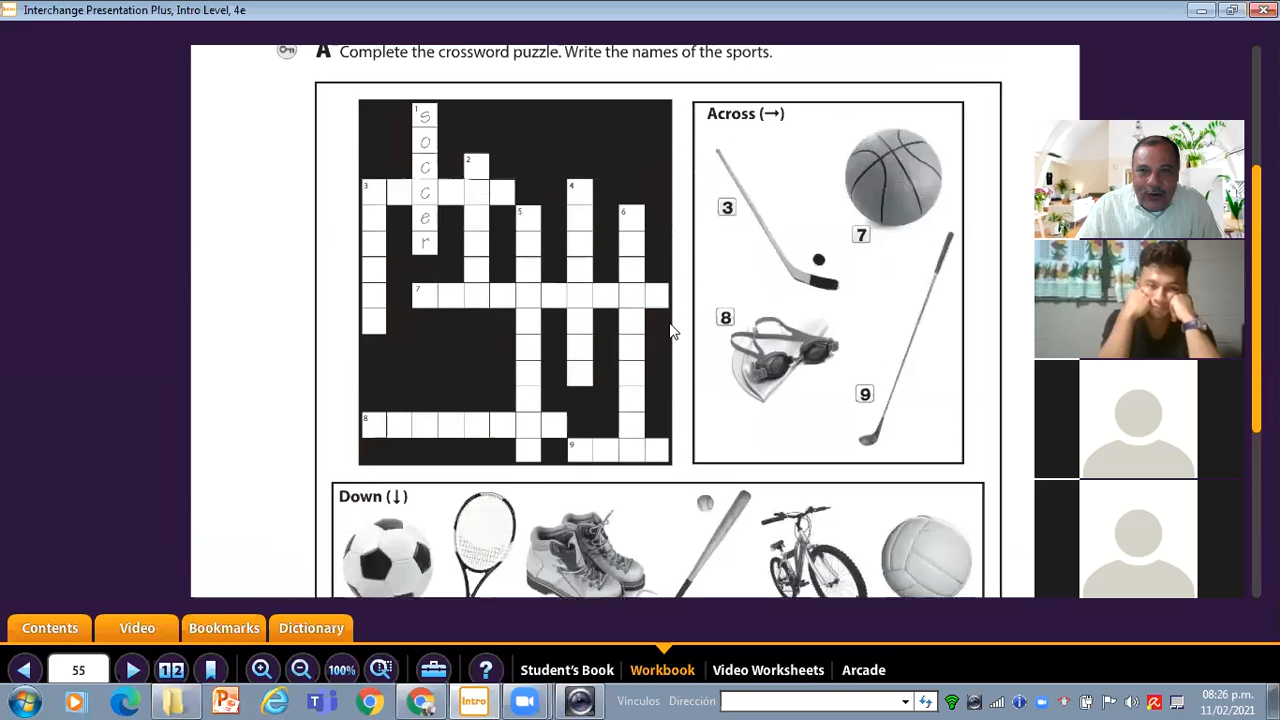 Interchange Presentation Plus, Intro Level, 4e
A Complete the crossword puzzle. Write the names of the sports.
1
s
o
2
c
3
c
4
e
5
6
r
7
8
9
Across (→)
3
7
8
9
Down (↓)
Contents
Video
Bookmarks
Dictionary
55
12
100%
?
Student's Book
Workbook
Video Worksheets
Arcade
Intro
Vínculos
Dirección
08:26 p.m.
11/02/2021